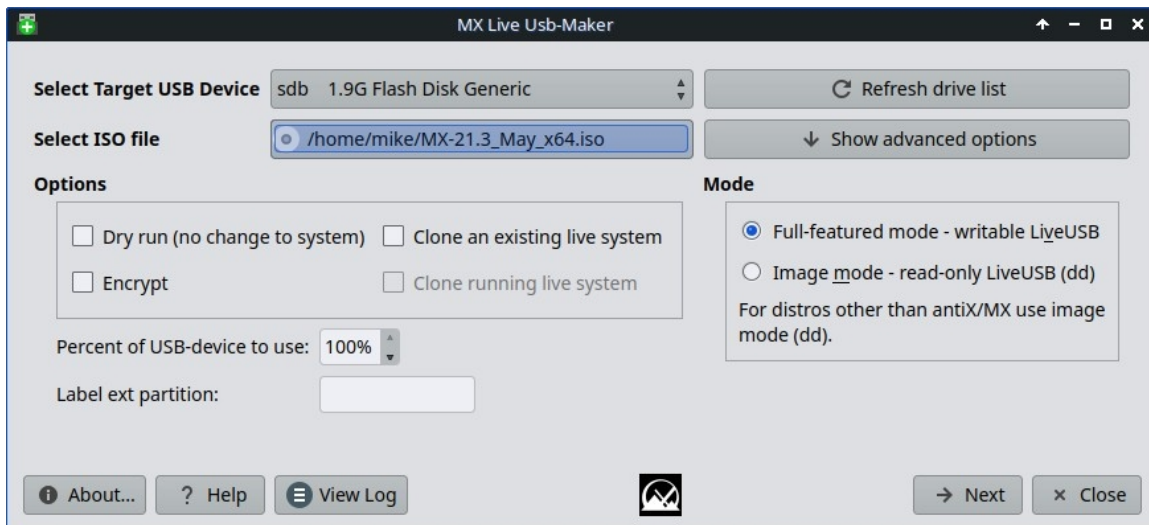 MX Live Usb-Maker
Select Target USB Device sdb 1.9G Flash Disk Generic Refresh drive list
Select ISO file /home/mike/MX-21.3_May_x64.iso Show advanced options
Options Mode
Dry run (no change to system) Clone an existing live system
Encrypt Clone running live system
Full-featured mode - writable LiveUSB
Image mode - read-only LiveUSB (dd)
For distros other than antiX/MX use image
mode (dd).
Percent of USB-device to use: 100%
Label ext partition:
About... ? Help View Log Next Close